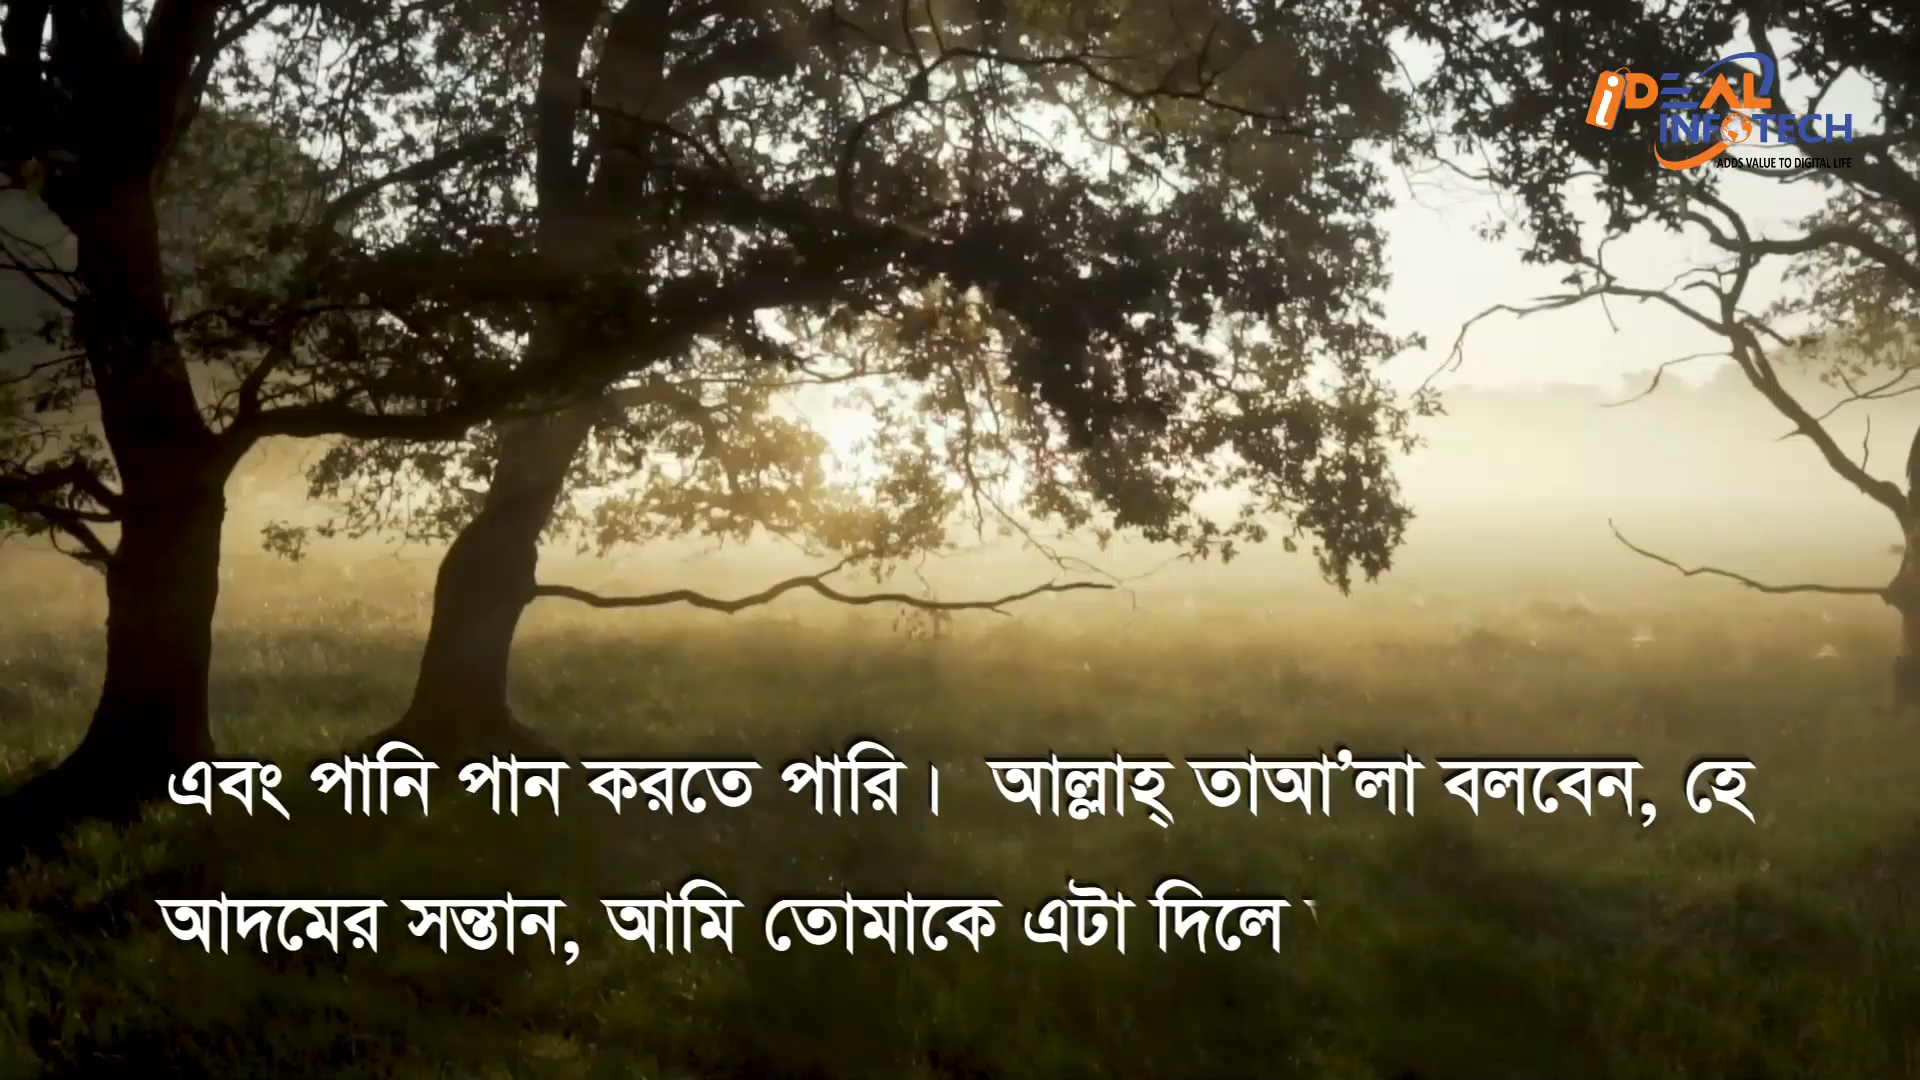 iDEAL
INFOTECH
ADDS VALUE TO DIGITAL LIFE
এবং পানি পান করতে পারি। আল্লাহ্ তাআ’লা বলবেন, হে
আদমের সন্তান, আমি তোমাকে এটা দিলে